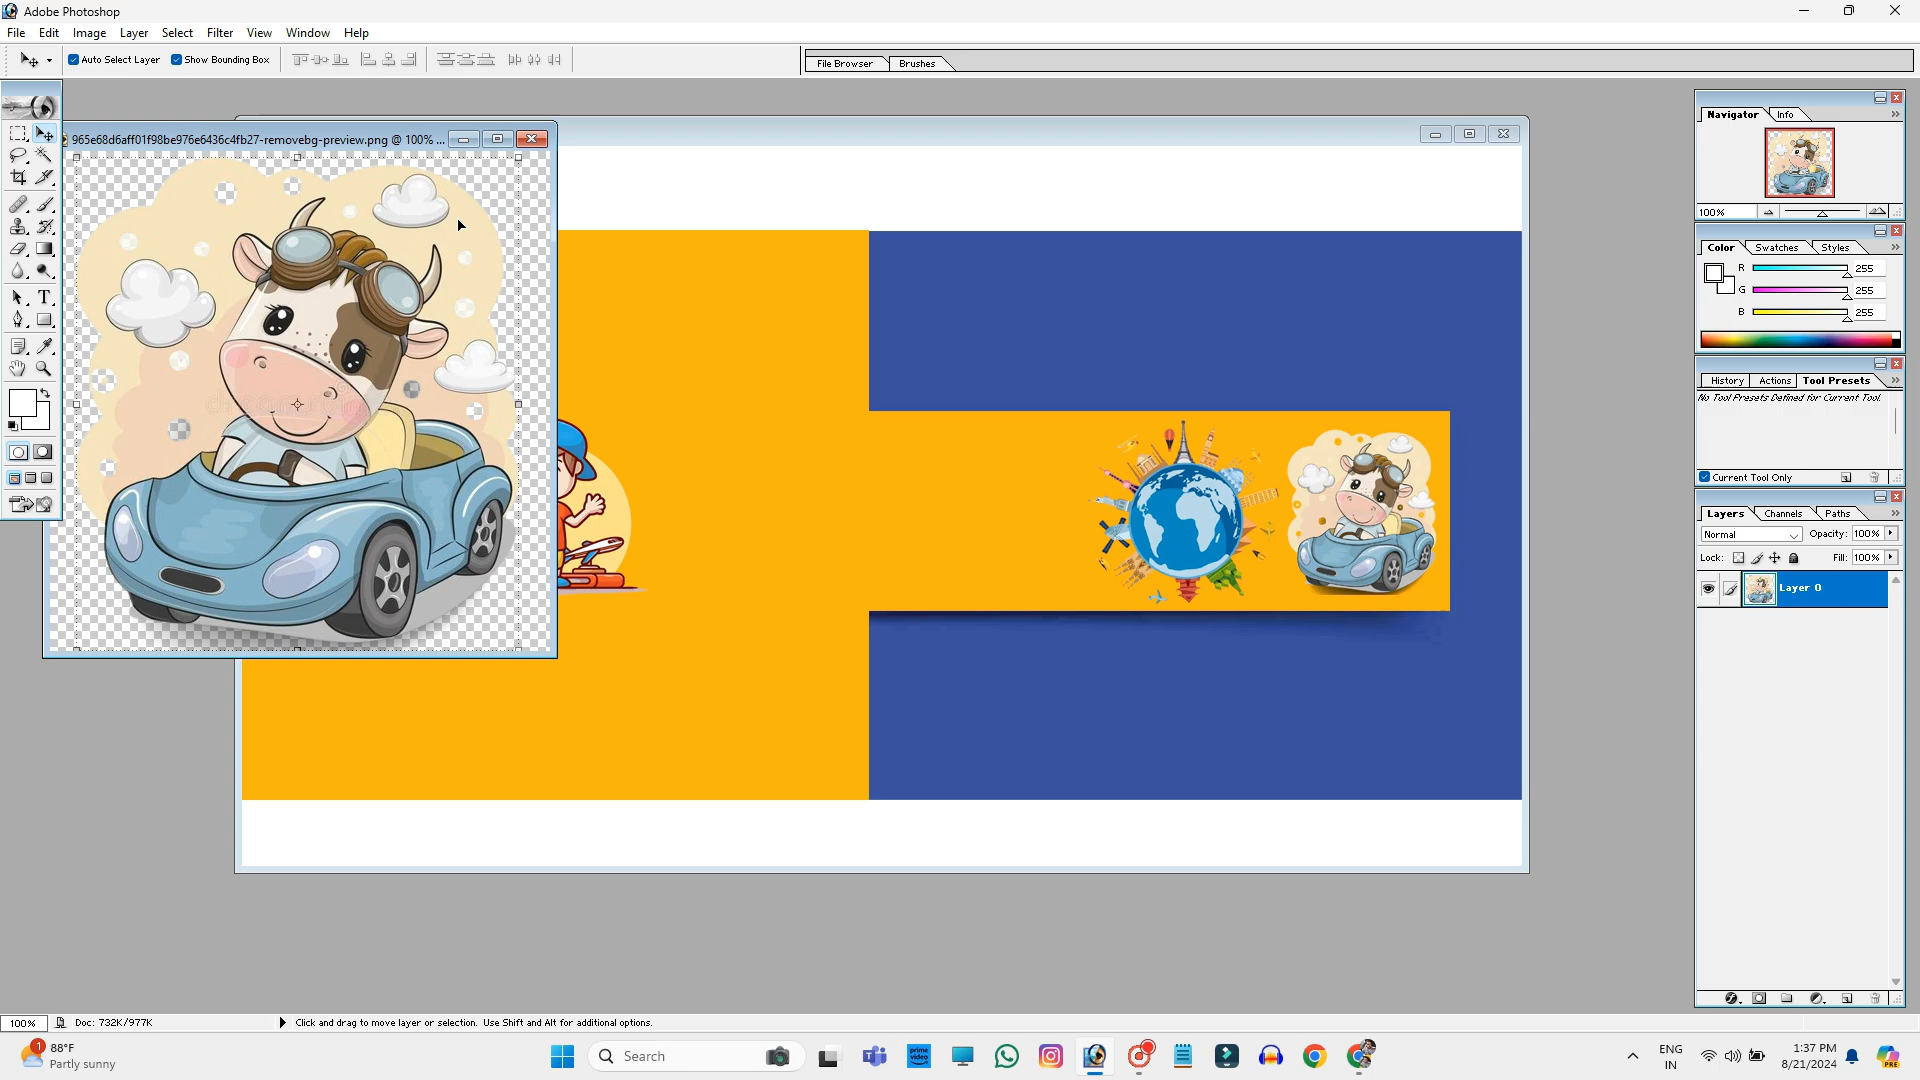 Adobe Photoshop
File Edit Image Layer Select Filter View Window Help
Auto Select Layer Show Bounding Box
File Browser Brushes
965e68d6aff01f98be976e6436c4fb27-removebg-preview.png @ 100% ...
Navigator Info
100%
Color Swatches Styles
R 255
G 255
B 255
History Actions Tool Presets
No Tool Presets Defined for Current Tool.
Current Tool Only
Layers Channels Paths
Normal Opacity: 100%
Lock: Fill: 100%
Layer 0
100% Doc: 732K/977K Click and drag to move layer or selection. Use Shift and Alt for additional options.
1
88°F
Partly sunny
Search
prime video
ENG
IN
1:37 PM
8/21/2024
PRE